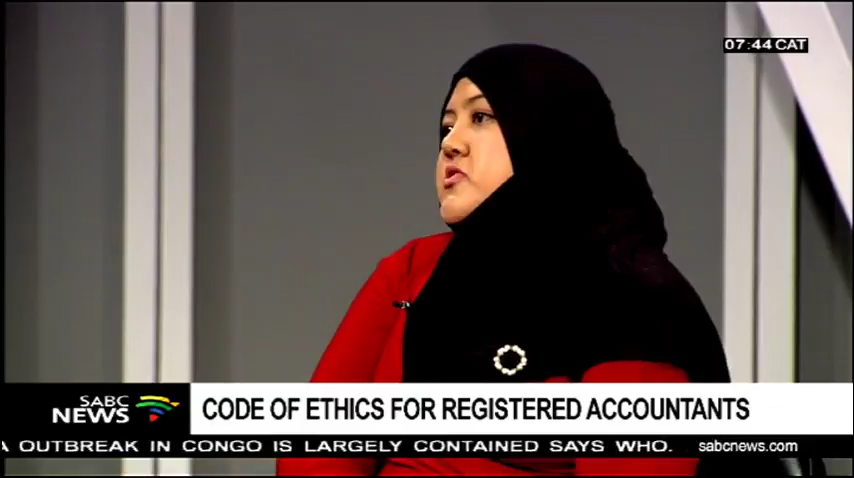 07:44 CAT
SABC NEWS
CODE OF ETHICS FOR REGISTERED ACCOUNTANTS
A OUTBREAK IN CONGO IS LARGELY CONTAINED SAYS WHO.
sabcnews.com